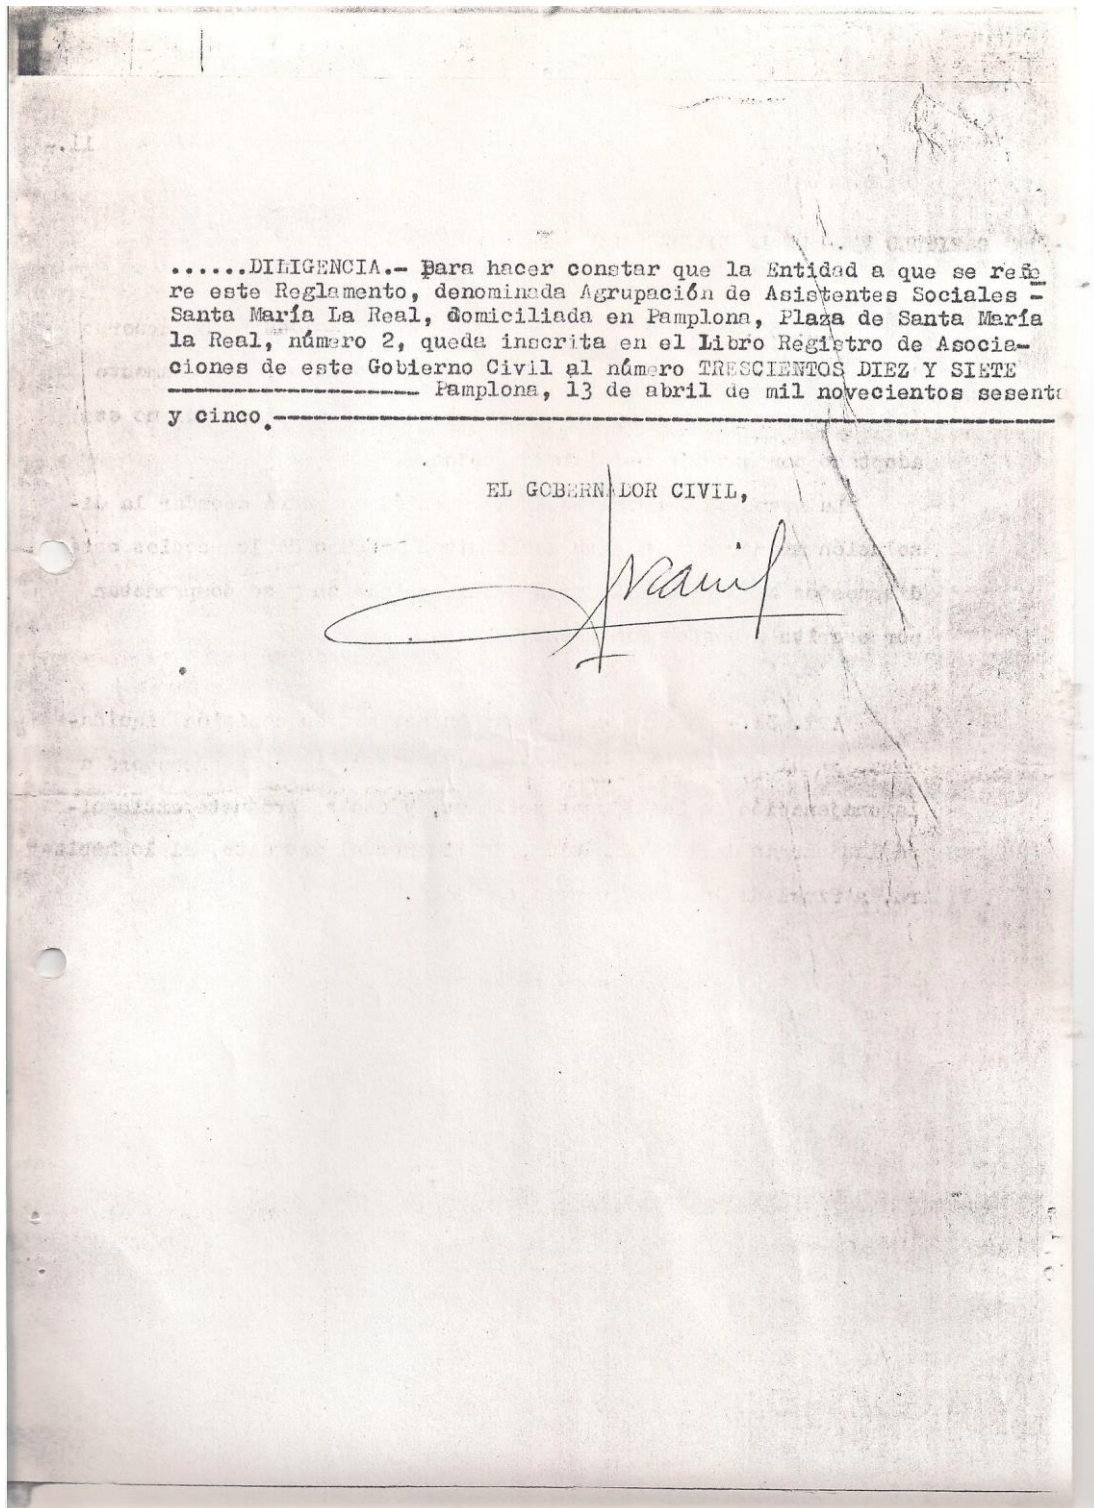 ......DILIGENCIA.- Para hacer constar que la Entidad a que se refie
re este Reglamento, denominada Agrupación de Asistentes Sociales -
Santa María La Real, domiciliada en Pamplona, Plaza de Santa María
la Real, número 2, queda inscrita en el Libro Registro de Asocia-
ciones de este Gobierno Civil al número TRESCIENTOS DIEZ Y SIETE
---------------- Pamplona, 13 de abril de mil novecientos sesenta
y cinco.------------------------------------------------
EL GOBERNADOR CIVIL,